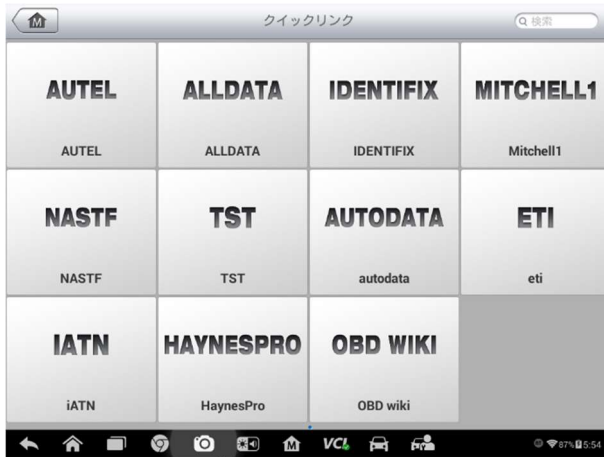 クイックリンク
検索
AUTEL
ALLDATA
IDENTIFIX
MITCHELL1
AUTEL
ALLDATA
IDENTIFIX
Mitchell1
NASTF
TST
AUTODATA
ETI
NASTF
TST
autodata
eti
IATN
HAYNESPRO
OBD WIKI
iATN
HaynesPro
OBD wiki
M
VCI
87%
5:54